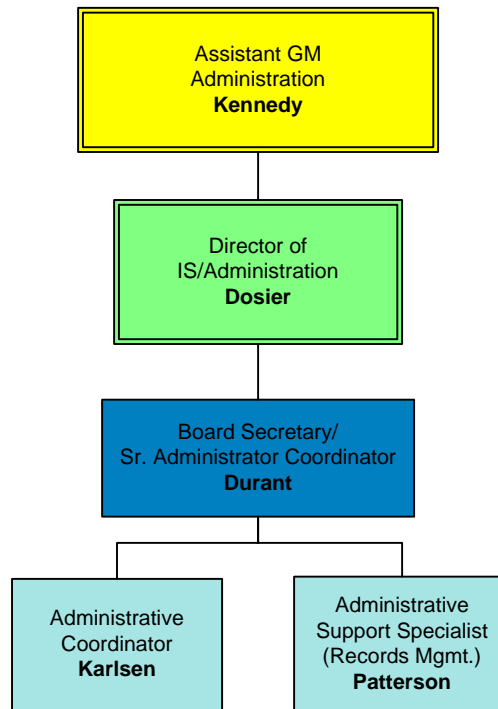 Assistant GM
Administration
Kennedy
Director of
IS/Administration
Dosier
Board Secretary/
Sr. Administrator Coordinator
Durant
Administrative
Coordinator
Karlsen
Administrative
Support Specialist
(Records Mgmt.)
Patterson